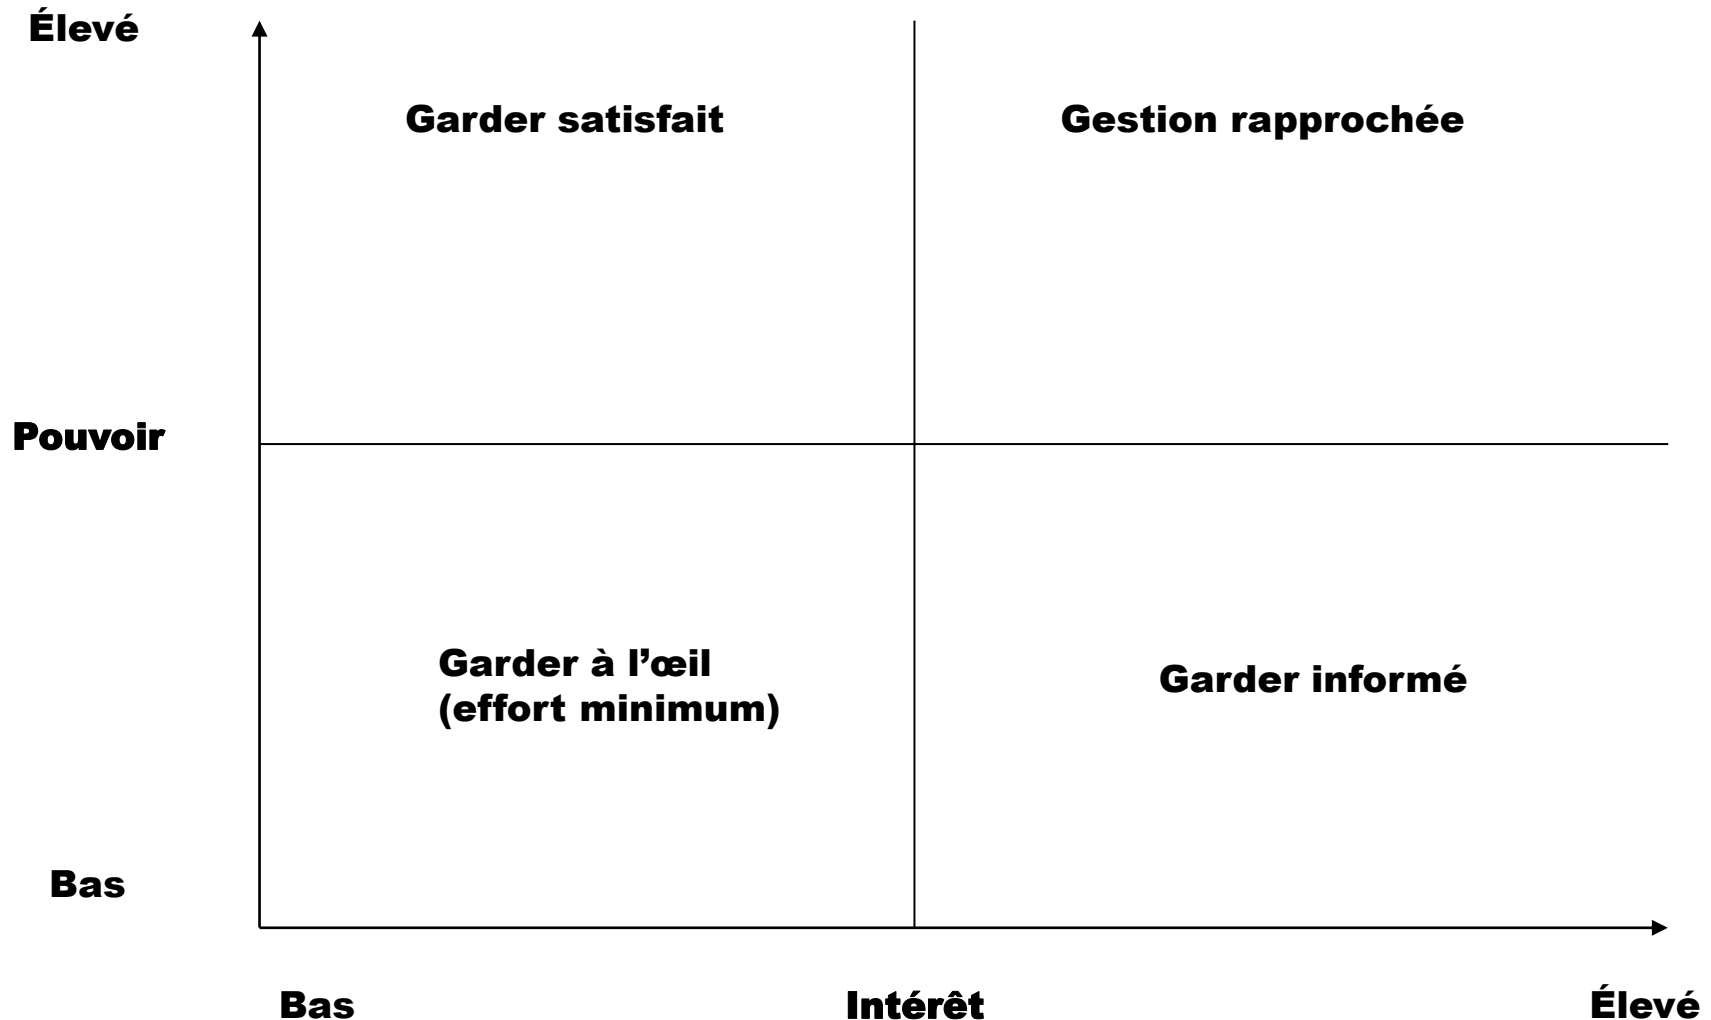 Élevé
Garder satisfait
Gestion rapprochée
Pouvoir
Garder à l’œil
(effort minimum)
Garder informé
Bas
Bas
Intérêt
Élevé